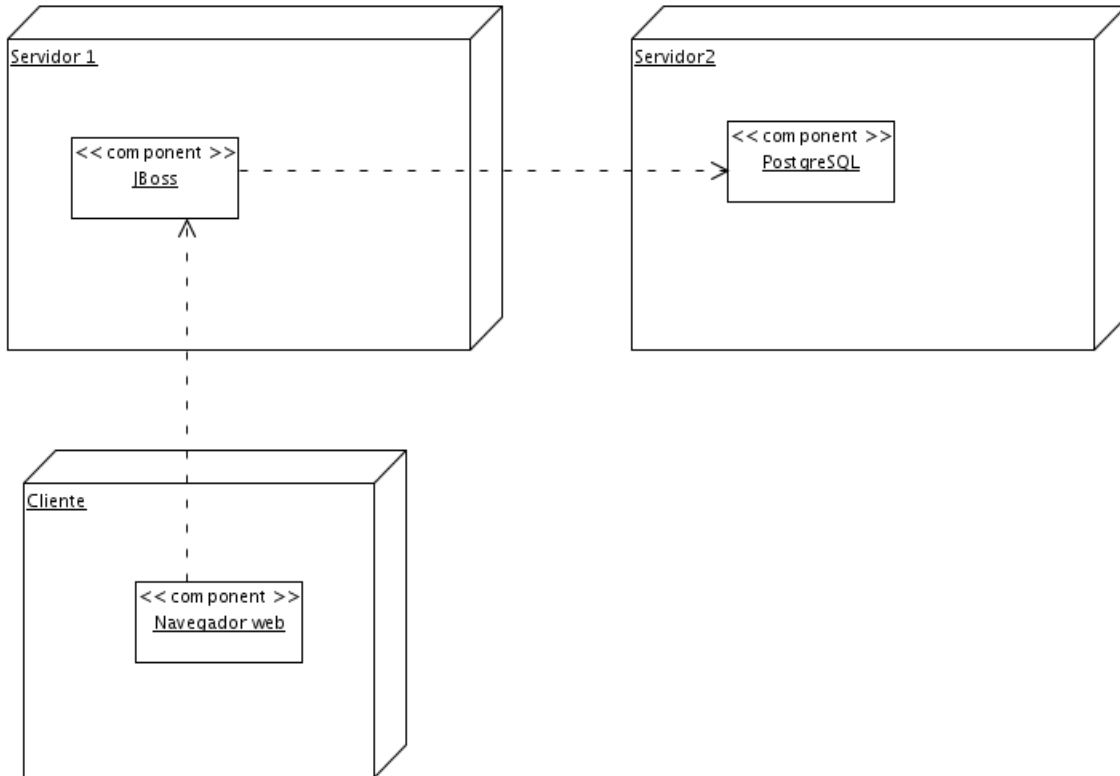 Servidor 1
<< component >>
JBoss
Servidor2
<< component >>
PostgreSQL
Cliente
<< component >>
Navegador web